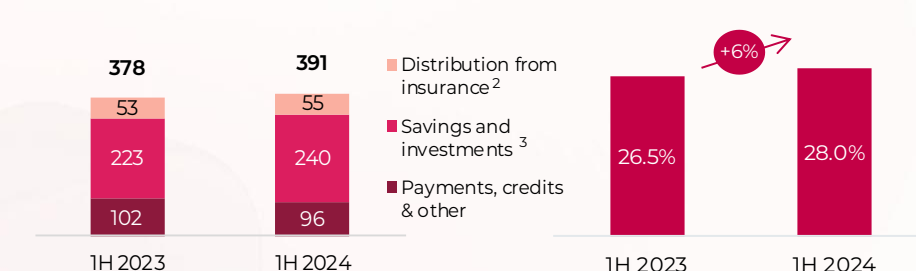 378
391
53
55
223
240
102
96
1H 2023
1H 2024
Distribution from
insurance 2
Savings and
investments 3
Payments, credits
& other
+6%
26.5%
28.0%
1H 2023
1H 2024